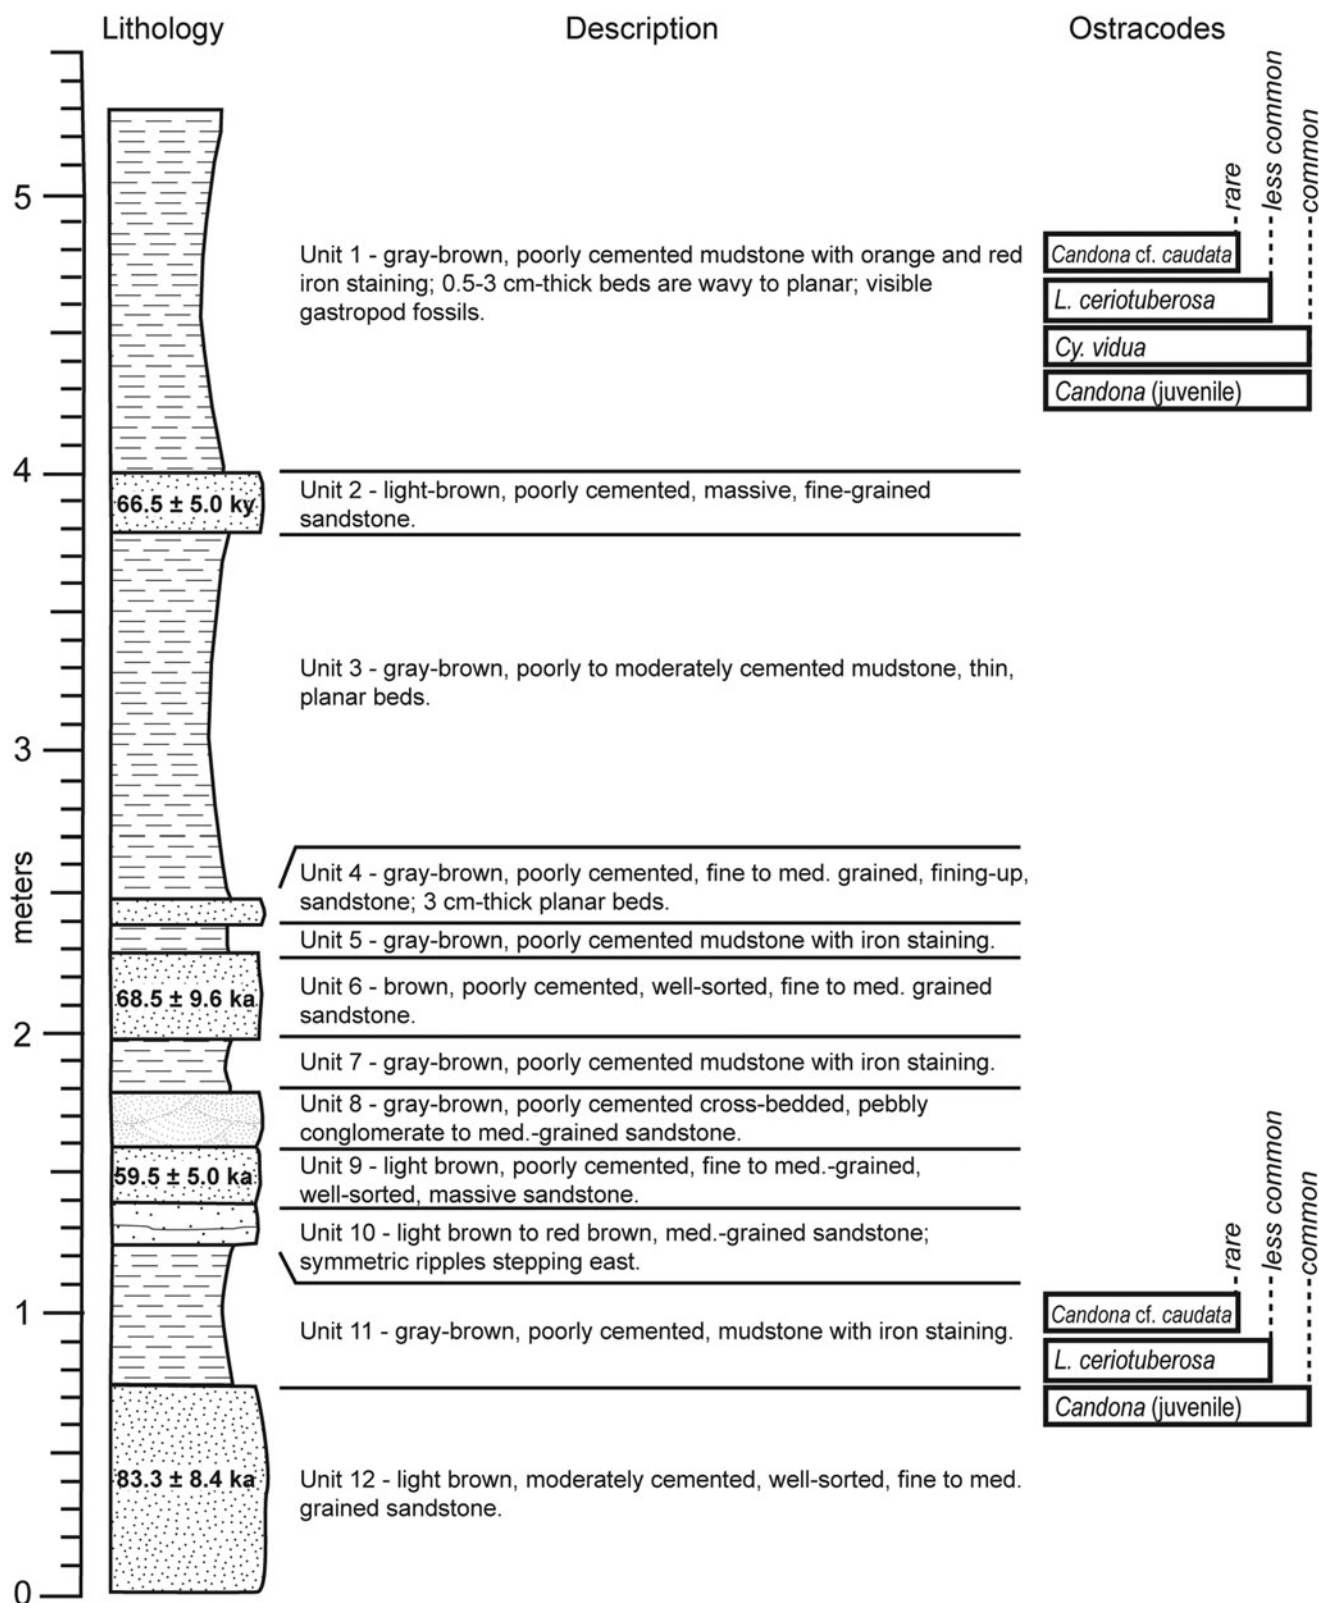 Lithology
Description
Ostracodes
rare
less common
common
5
Unit 1 - gray-brown, poorly cemented mudstone with orange and red
iron staining; 0.5-3 cm-thick beds are wavy to planar; visible
gastropod fossils.
Candona cf. caudata
L. ceriotuberosa
Cy. vidua
Candona (juvenile)
4
66.5 ± 5.0 ky
Unit 2 - light-brown, poorly cemented, massive, fine-grained
sandstone.
Unit 3 - gray-brown, poorly to moderately cemented mudstone, thin,
planar beds.
3
meters
Unit 4 - gray-brown, poorly cemented, fine to med. grained, fining-up,
sandstone; 3 cm-thick planar beds.
Unit 5 - gray-brown, poorly cemented mudstone with iron staining.
68.5 ± 9.6 ka
Unit 6 - brown, poorly cemented, well-sorted, fine to med. grained
sandstone.
2
Unit 7 - gray-brown, poorly cemented mudstone with iron staining.
Unit 8 - gray-brown, poorly cemented cross-bedded, pebbly
conglomerate to med.-grained sandstone.
59.5 ± 5.0 ka
Unit 9 - light brown, poorly cemented, fine to med.-grained,
well-sorted, massive sandstone.
Unit 10 - light brown to red brown, med.-grained sandstone;
symmetric ripples stepping east.
rare
less common
common
1
Unit 11 - gray-brown, poorly cemented, mudstone with iron staining.
Candona cf. caudata
L. ceriotuberosa
Candona (juvenile)
83.3 ± 8.4 ka
Unit 12 - light brown, moderately cemented, well-sorted, fine to med.
grained sandstone.
0